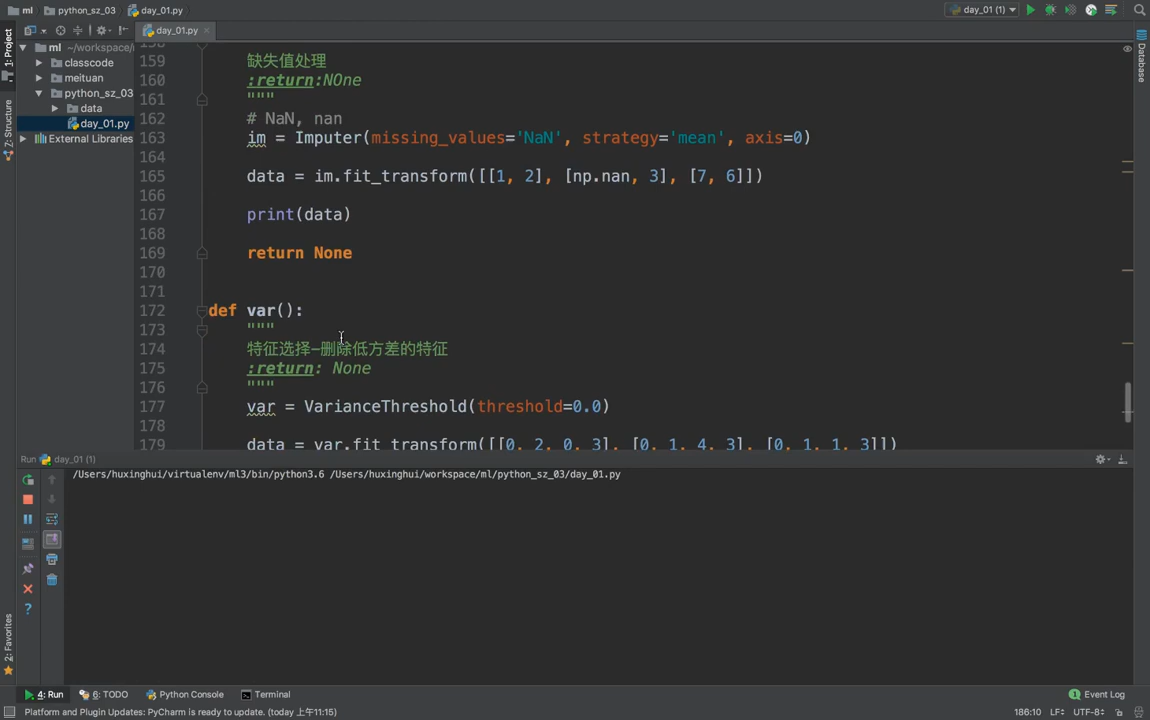 ml
python_sz_03
day_01.py
day_01 (1)
day_01.py
1: Project
ml ~/workspace/
classcode
meituan
python_sz_03
data
day_01.py
External Libraries
Z: Structure
2: Favorites
Database
159 缺失值处理
160 :return:NOne
161 """
162 # NaN, nan
163 im = Imputer(missing_values='NaN', strategy='mean', axis=0)
164
165 data = im.fit_transform([[1, 2], [np.nan, 3], [7, 6]])
166
167 print(data)
168
169 return None
170
171
172 def var():
173 """
174 特征选择-删除低方差的特征
175 :return: None
176 """
177 var = VarianceThreshold(threshold=0.0)
178
179 data = var.fit_transform([[0, 2, 0, 3], [0, 1, 4, 3], [0, 1, 1, 3]])
Run day_01 (1)
/Users/huxinghui/virtualenv/ml3/bin/python3.6 /Users/huxinghui/workspace/ml/python_sz_03/day_01.py
4: Run
6: TODO
Python Console
Terminal
1 Event Log
Platform and Plugin Updates: PyCharm is ready to update. (today 上午11:15)
186:10 LF÷ UTF-8÷